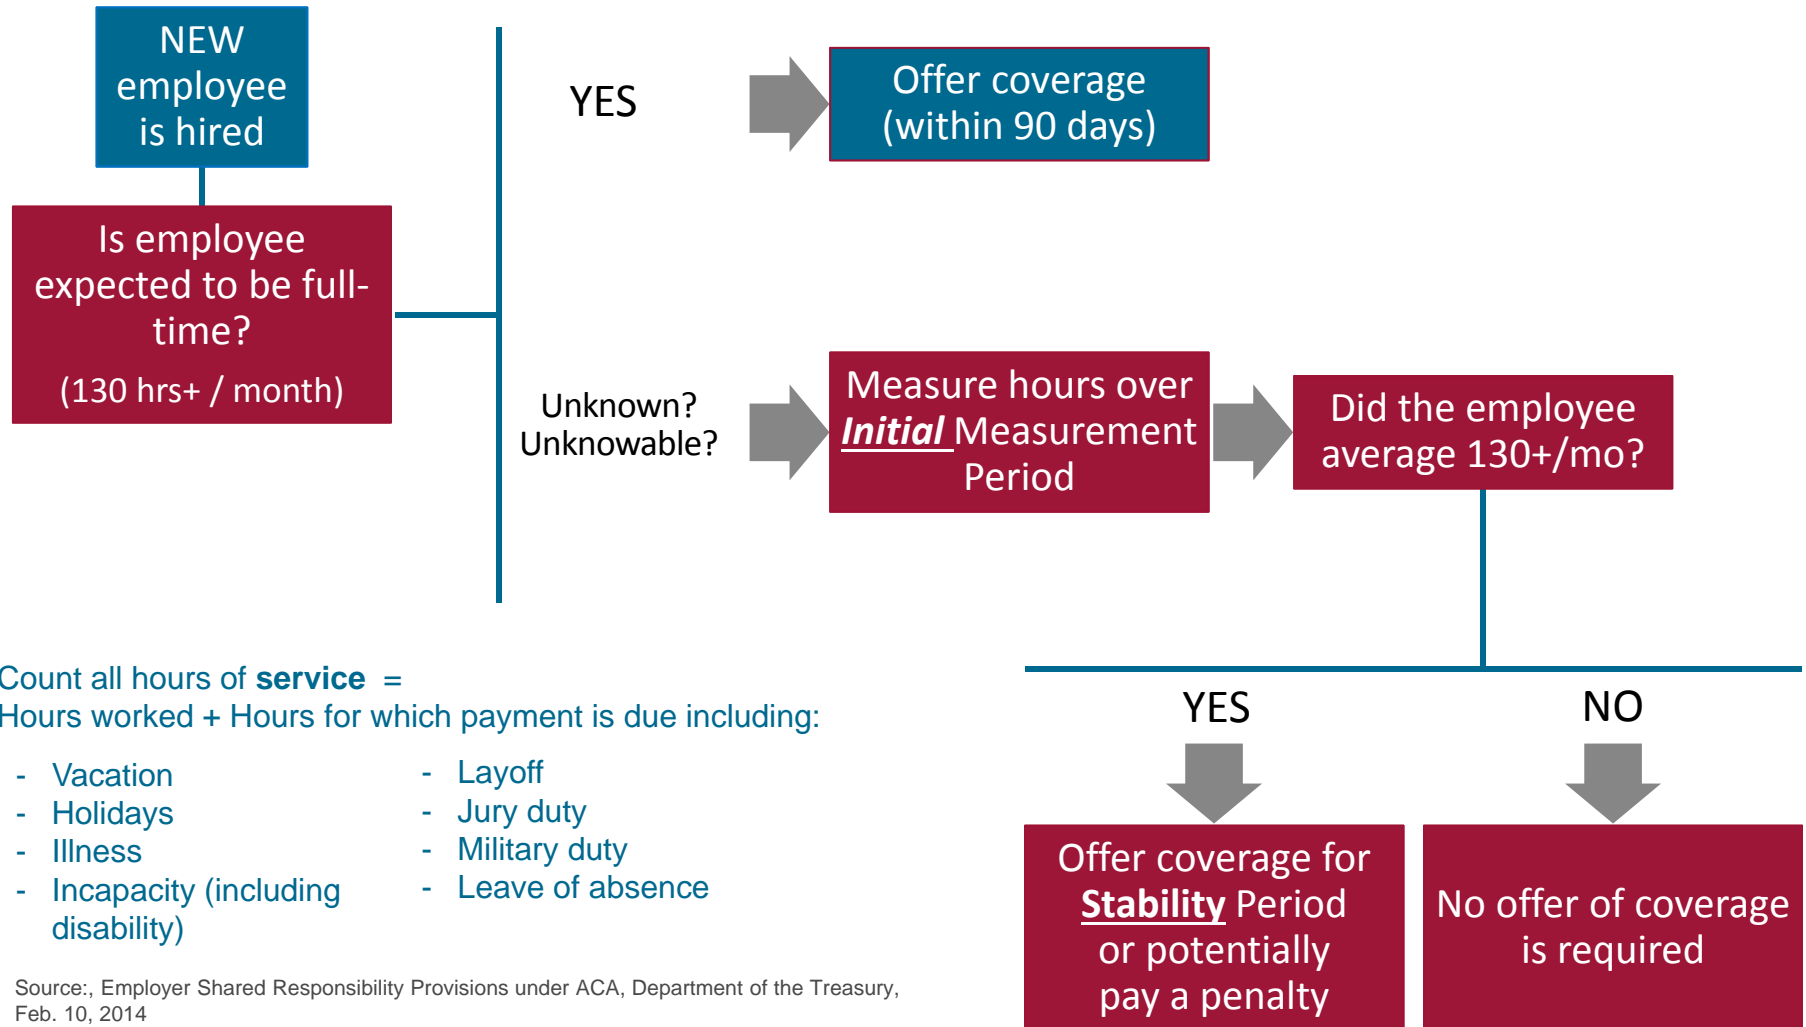 NEW
employee
is hired
Is employee
expected to be full-
time?
(130 hrs+ / month)
YES
Offer coverage
(within 90 days)
Unknown?
Unknowable?
Measure hours over
Initial Measurement
Period
Did the employee
average 130+/mo?
YES
NO
Offer coverage for
Stability Period
or potentially
pay a penalty
No offer of coverage
is required
Count all hours of service =
Hours worked + Hours for which payment is due including:
- Vacation
- Holidays
- Illness
- Incapacity (including
disability)
- Layoff
- Jury duty
- Military duty
- Leave of absence
Source:, Employer Shared Responsibility Provisions under ACA, Department of the Treasury,
Feb. 10, 2014